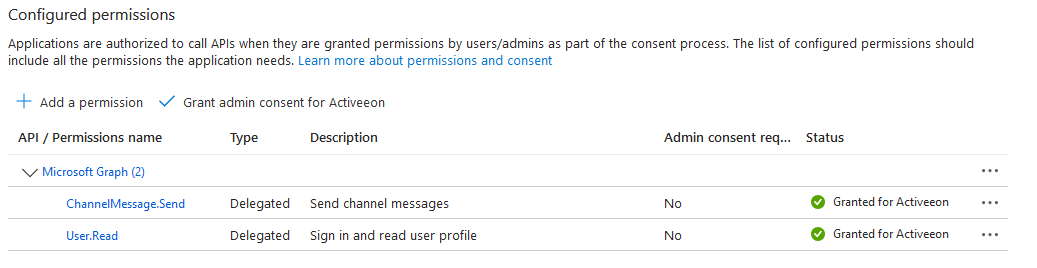 Configured permissions
Applications are authorized to call APIs when they are granted permissions by users/admins as part of the consent process. The list of configured permissions should
include all the permissions the application needs. Learn more about permissions and consent
Add a permission Grant admin consent for Activeeon
API / Permissions name Type Description Admin consent req... Status
Microsoft Graph (2)
ChannelMessage.Send Delegated Send channel messages No Granted for Activeeon
User.Read Delegated Sign in and read user profile No Granted for Activeeon